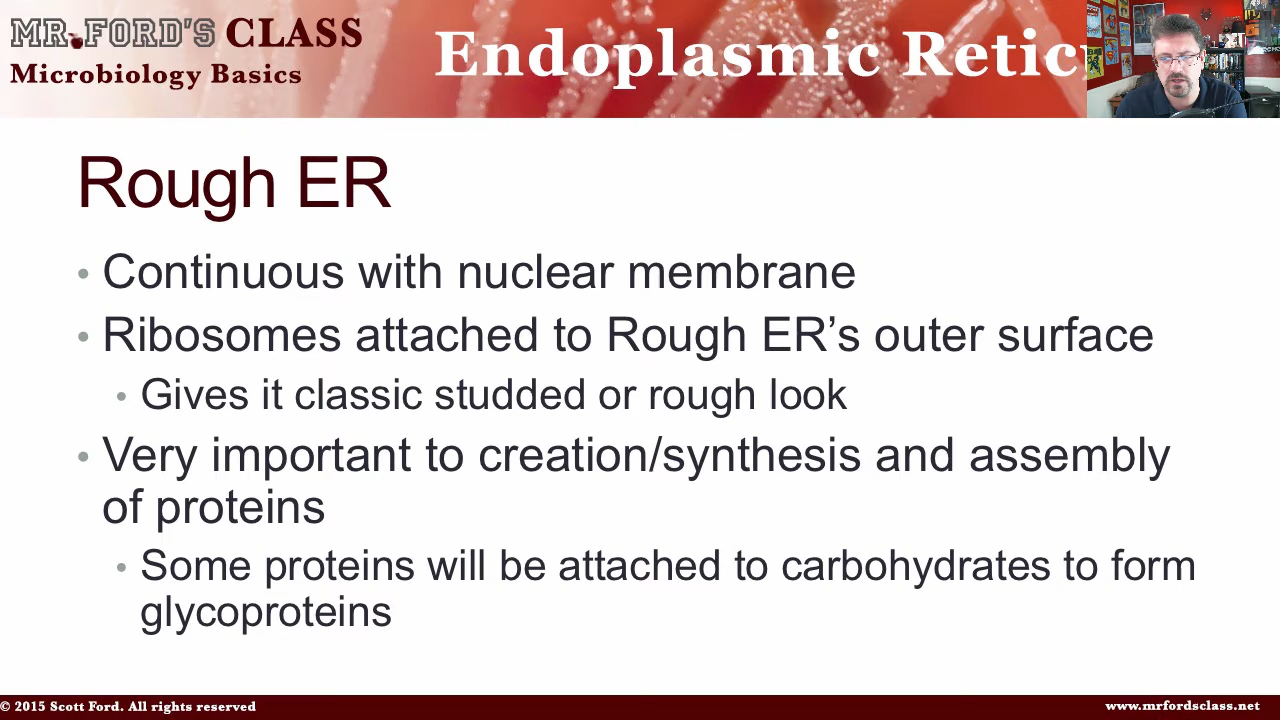 MR. FORD'S CLASS
Microbiology Basics
Endoplasmic Retic
Rough ER
• Continuous with nuclear membrane
• Ribosomes attached to Rough ER’s outer surface
• Gives it classic studded or rough look
• Very important to creation/synthesis and assembly
of proteins
• Some proteins will be attached to carbohydrates to form
glycoproteins
© 2015 Scott Ford. All rights reserved
www.mrfordsclass.net